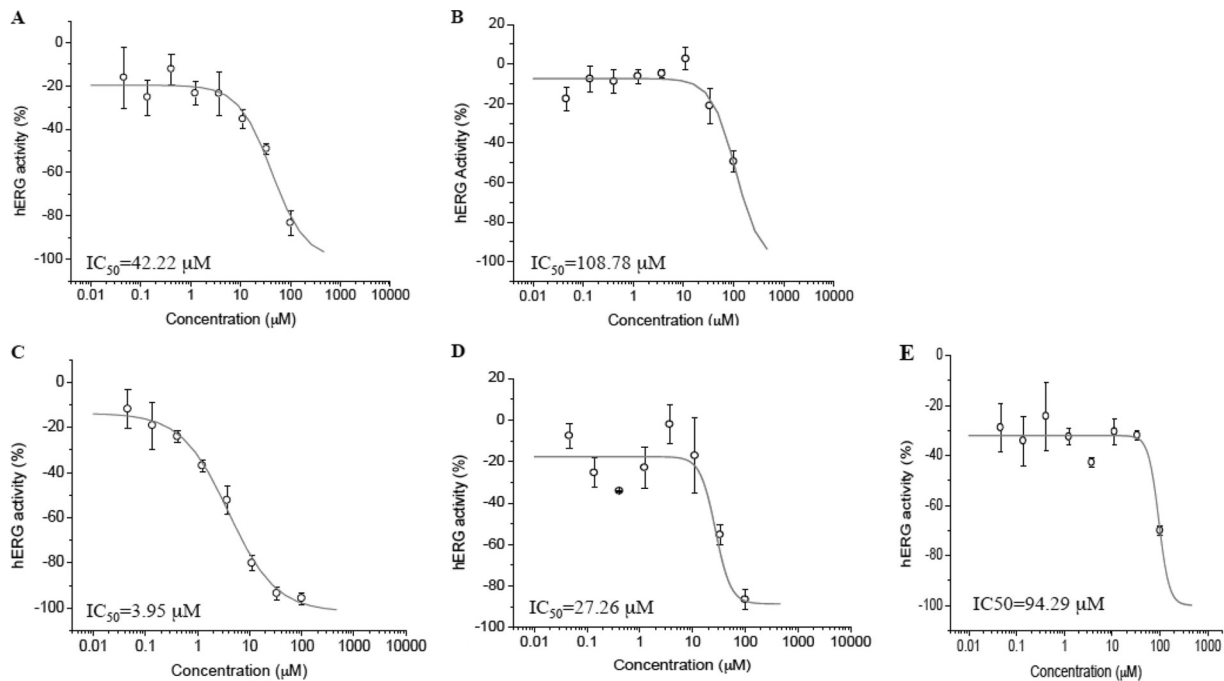 A
0
-20
-40
-60
-80
-100
hERG activity (%)
IC50=42.22 μM
0.01 0.1 1 10 100 1000 10000
Concentration (μM)
B
20
0
-20
-40
-60
-80
-100
hERG Activity (%)
IC50=108.78 μM
0.01 0.1 1 10 100 1000 10000
Concentration (μM)
C
0
-20
-40
-60
-80
-100
hERG activity (%)
IC50=3.95 μM
0.01 0.1 1 10 100 1000 10000
Concentration (μM)
D
20
0
-20
-40
-60
-80
-100
hERG activity (%)
IC50=27.26 μM
0.01 0.1 1 10 100 1000 10000
Concentration (μM)
E
0
-20
-40
-60
-80
-100
hERG activity (%)
IC50=94.29 μM
0.01 0.1 1 10 100 1000
Concentration (μM)